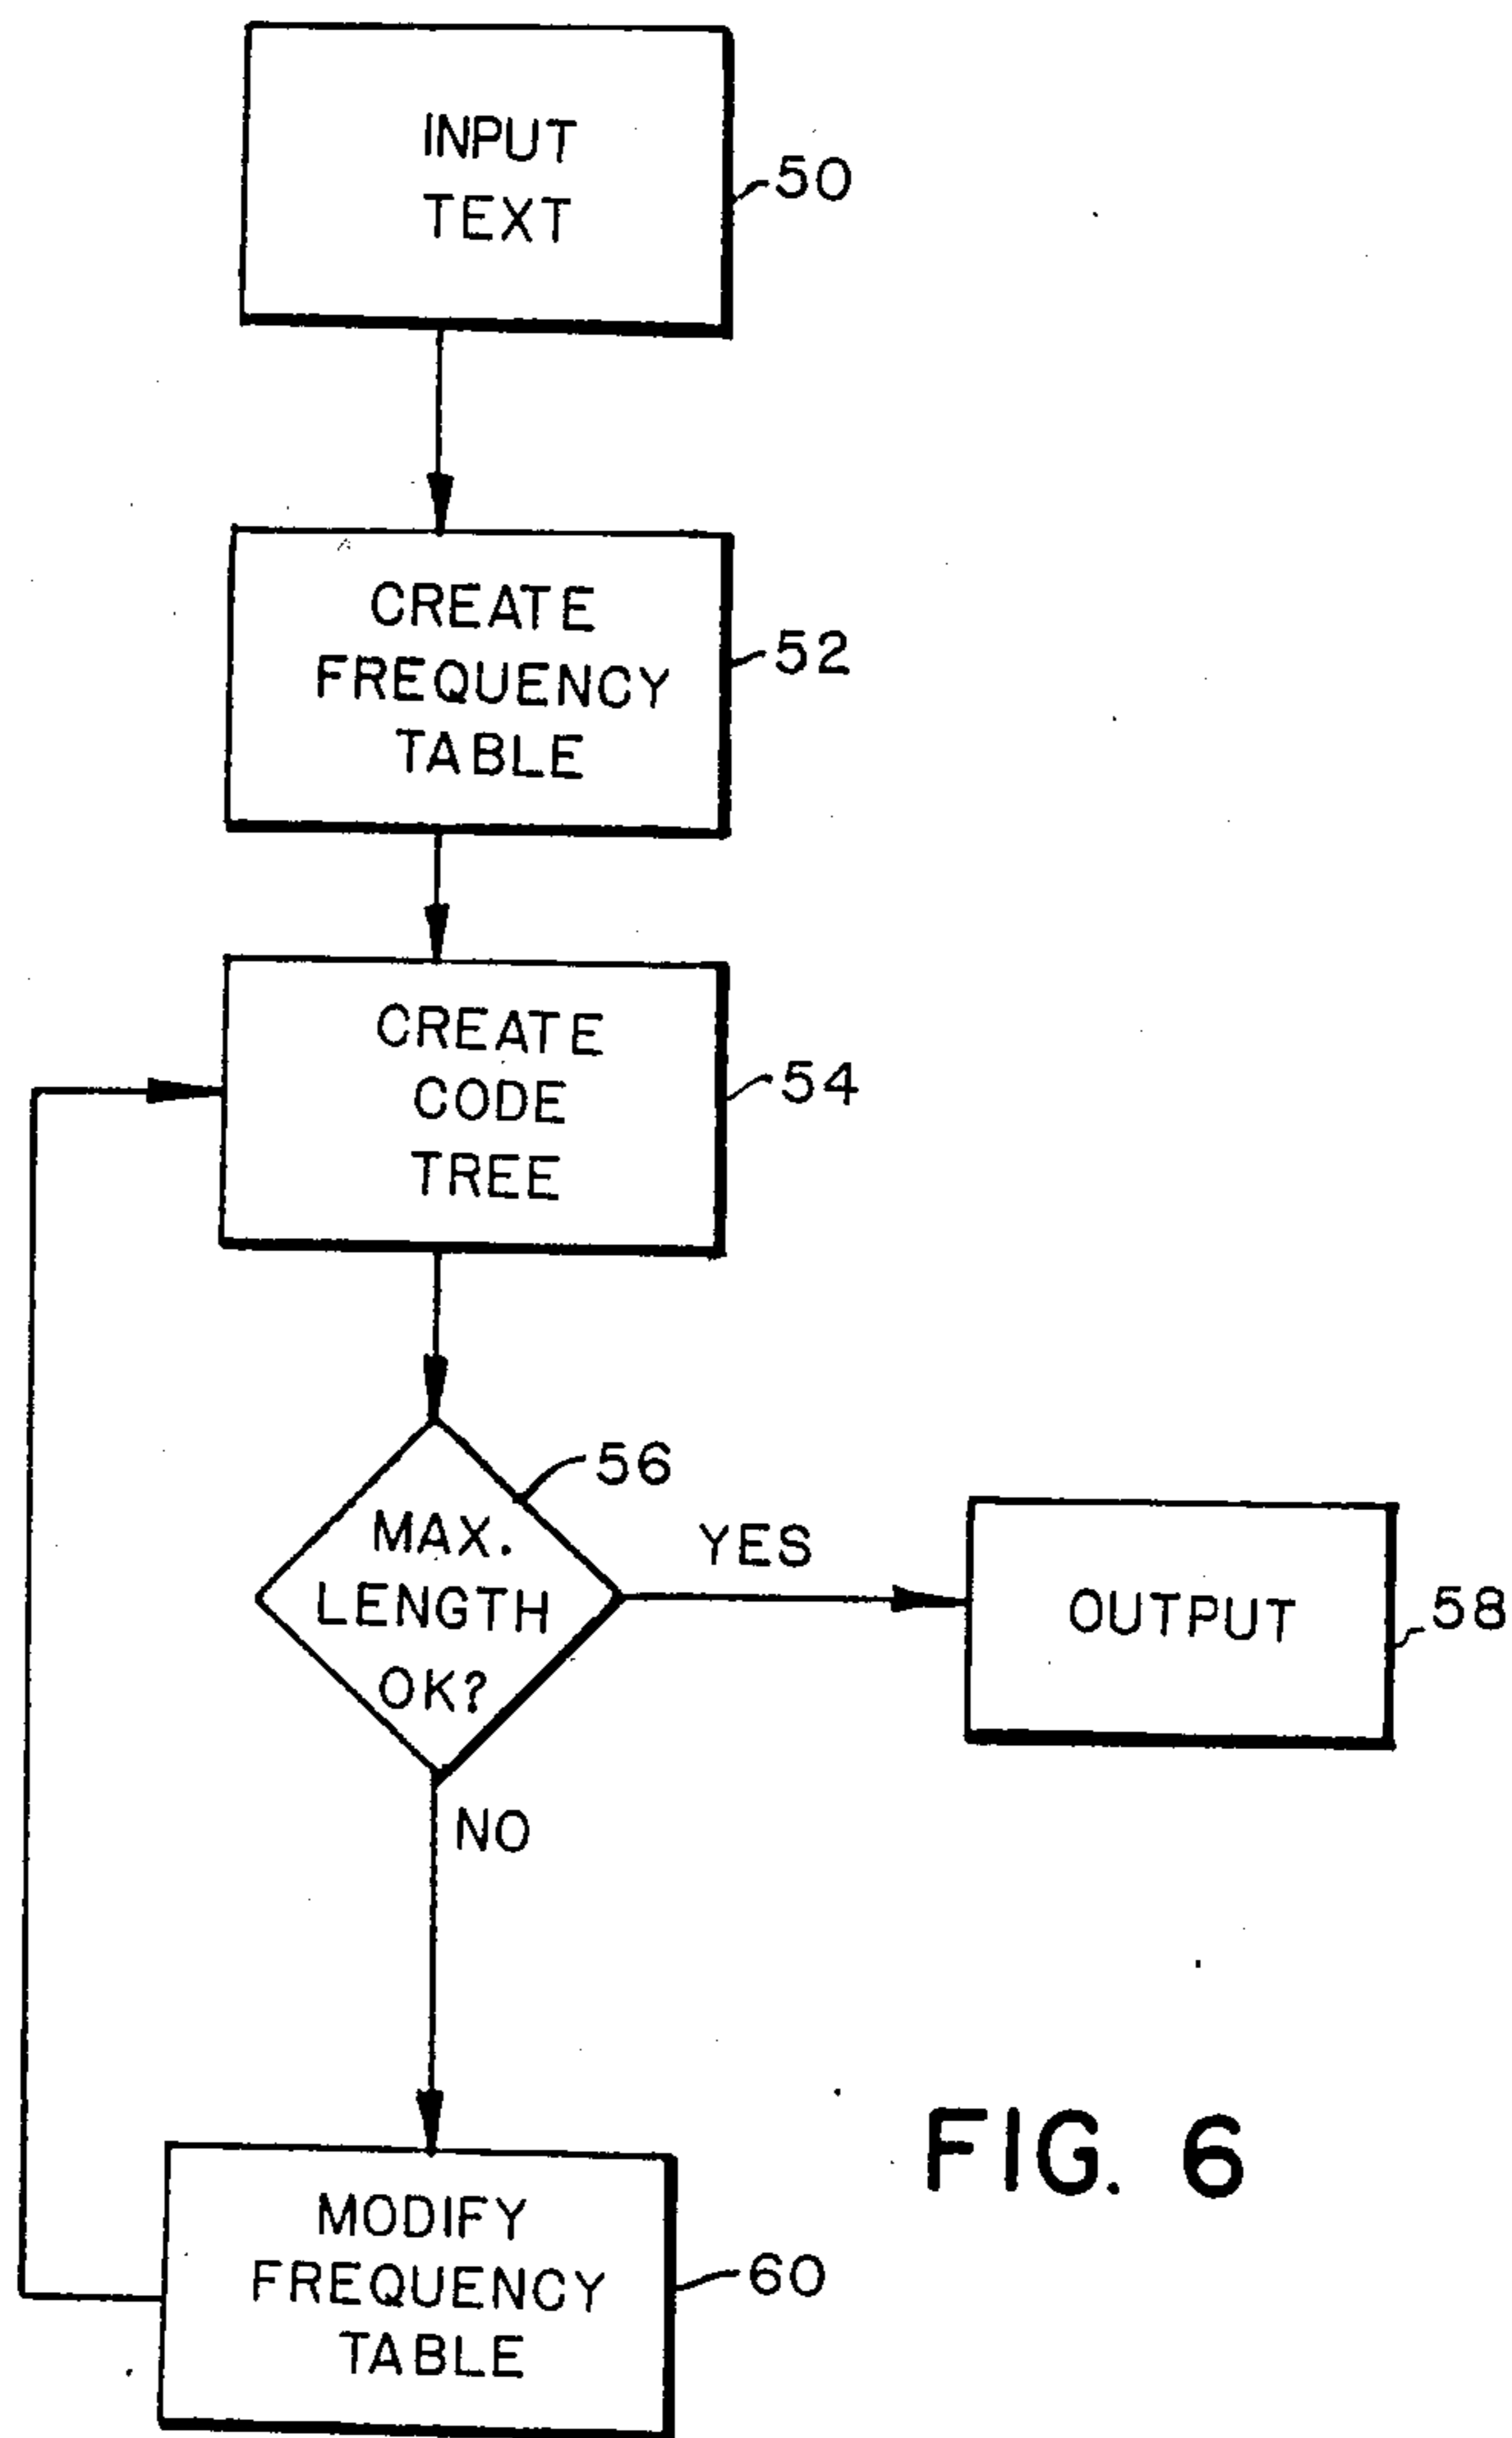 INPUT
TEXT
50
CREATE
FREQUENCY
TABLE
52
CREATE
CODE
TREE
54
56
MAX.
LENGTH
OK?
YES
OUTPUT
58
NO
MODIFY
FREQUENCY
TABLE
60
FIG. 6